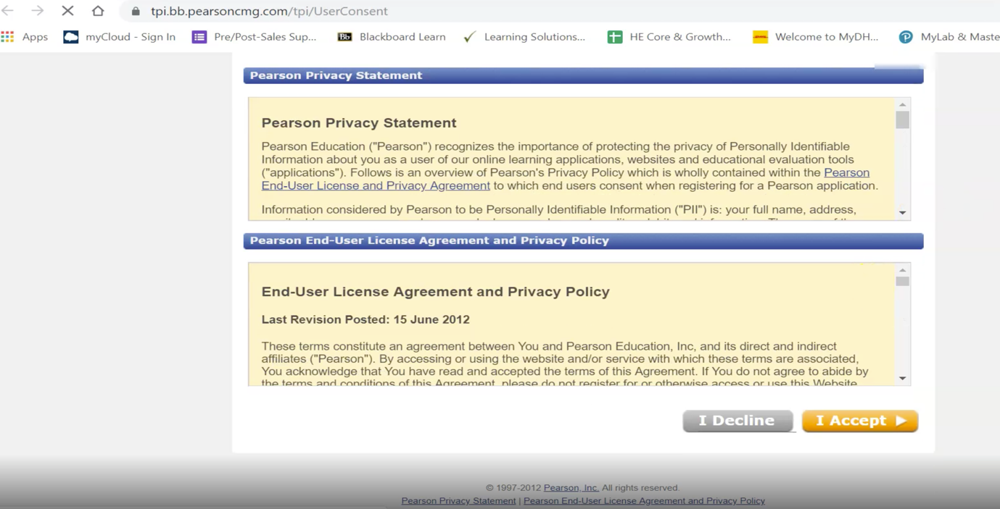 tpi.bb.pearsoncmg.com/tpi/UserConsent
Apps myCloud - Sign In Pre/Post-Sales Sup... Bb Blackboard Learn Learning Solutions... HE Core & Growth... Welcome to MyDH... P MyLab & Maste
Pearson Privacy Statement
Pearson Privacy Statement
Pearson Education ("Pearson") recognizes the importance of protecting the privacy of Personally Identifiable
Information about you as a user of our online learning applications, websites and educational evaluation tools
("applications"). Follows is an overview of Pearson's Privacy Policy which is wholly contained within the Pearson
End-User License and Privacy Agreement to which end users consent when registering for a Pearson application.
Information considered by Pearson to be Personally Identifiable Information ("PII") is: your full name, address,
Pearson End-User License Agreement and Privacy Policy
End-User License Agreement and Privacy Policy
Last Revision Posted: 15 June 2012
These terms constitute an agreement between You and Pearson Education, Inc, and its direct and indirect
affiliates ("Pearson"). By accessing or using the website and/or service with which these terms are associated,
You acknowledge that You have read and accepted the terms of this Agreement. If You do not agree to abide by
the terms and conditions of this Agreement, please do not register for or otherwise access or use this Website
I Decline I Accept
© 1997-2012 Pearson, Inc. All rights reserved.
Pearson Privacy Statement | Pearson End-User License Agreement and Privacy Policy